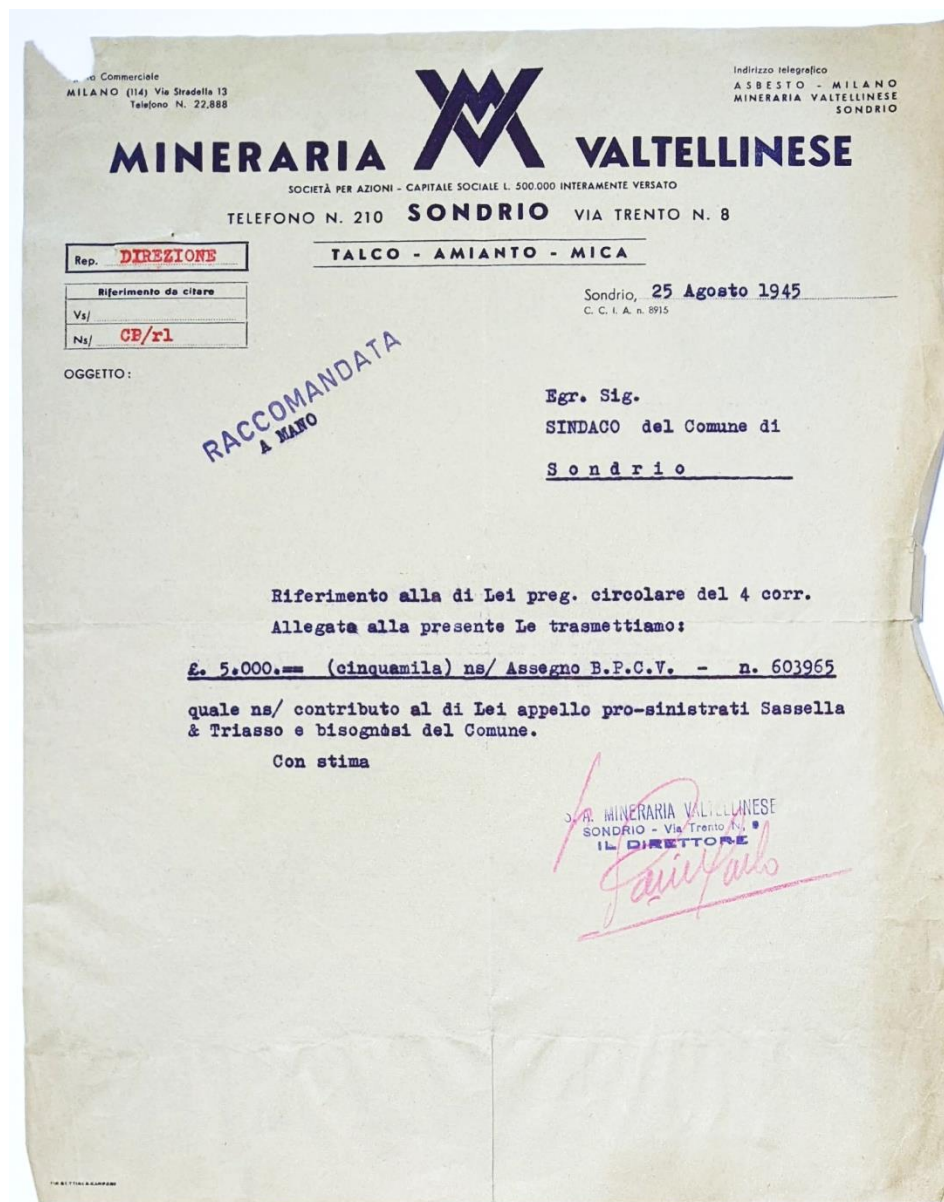 Commerciale
MILANO (114) Via Stradella 13
Telefono N. 22,888
Indirizzo telegrafico
ASBESTO - MILANO
MINERARIA VALTELLINESE
SONDRIO
MINERARIA VALTELLINESE
SOCIETÀ PER AZIONI - CAPITALE SOCIALE L. 500.000 INTERAMENTE VERSATO
TELEFONO N. 210 SONDRIO VIA TRENTO N. 8
TALCO - AMIANTO - MICA
Rep. DIREZIONE
Riferimento da citare
Vs/
Ns/ CB/rl
OGGETTO:
Sondrio, 25 Agosto 1945
C. C. I. A. n. 8915
RACCOMANDATA
A MANO
Egr. Sig.
SINDACO del Comune di
Sondrio
Riferimento alla di Lei preg. circolare del 4 corr.
Allegata alla presente Le trasmettiamo:
£. 5.000.== (cinquemila) ns/ Assegno B.P.C.V. - n. 603965
quale ns/ contributo al di Lei appello pro-sinistrati Sassella
& Triasso e bisognosi del Comune.
Con stima
S. A. MINERARIA VALTELLINESE
SONDRIO - Via Trento N.
IL DIRETTORE